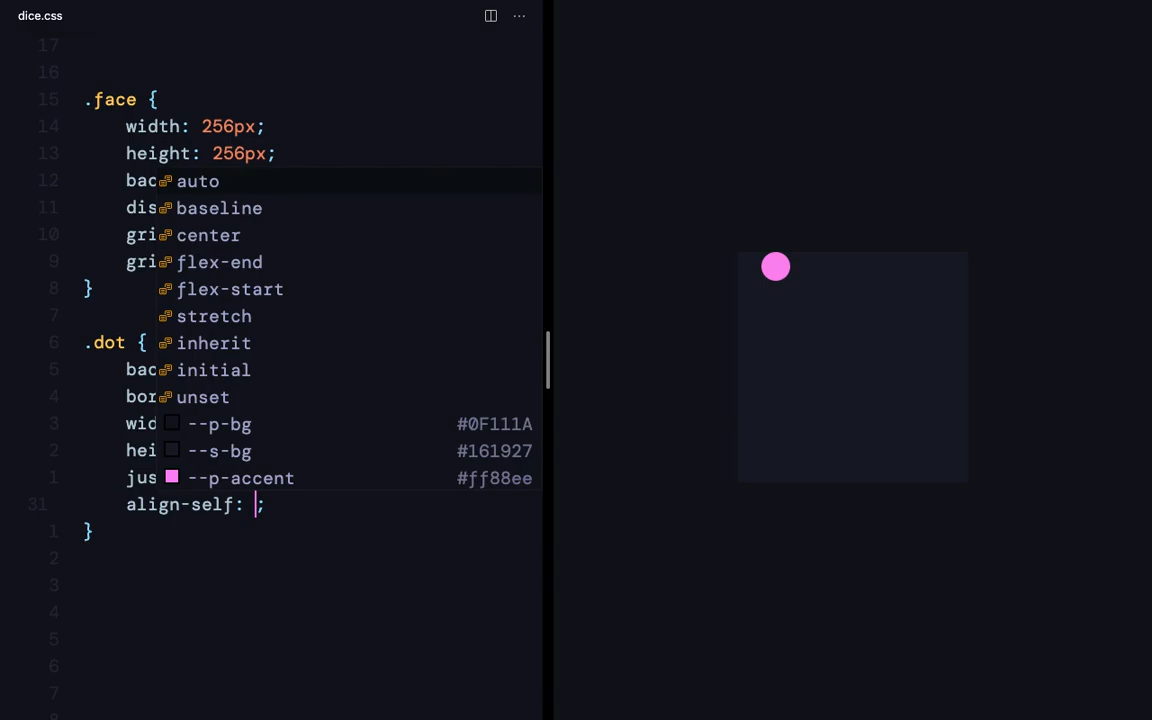 dice.css
17
16
15 .face {
14 width: 256px;
13 height: 256px;
12 bac auto
11 dis baseline
10 gri center
9 gri flex-end
8 } flex-start
7 stretch
6 .dot { inherit
5 bac initial
4 bor unset
3 wid --p-bg #0F111A
2 hei --s-bg #161927
1 jus --p-accent #ff88ee
31 align-self: ;
1 }
2
3
4
5
6
7
8